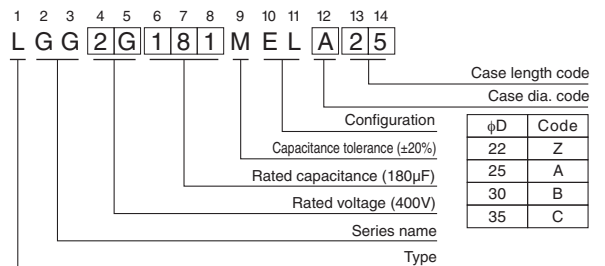 1 2 3 4 5 6 7 8 9 10 11 12 13 14
L G G 2 G 1 8 1 M E L A 2 5
Case length code
Case dia. code
Configuration
Capacitance tolerance (±20%)
Rated capacitance (180µF)
Rated voltage (400V)
Series name
Type
ϕD Code
22 Z
25 A
30 B
35 C